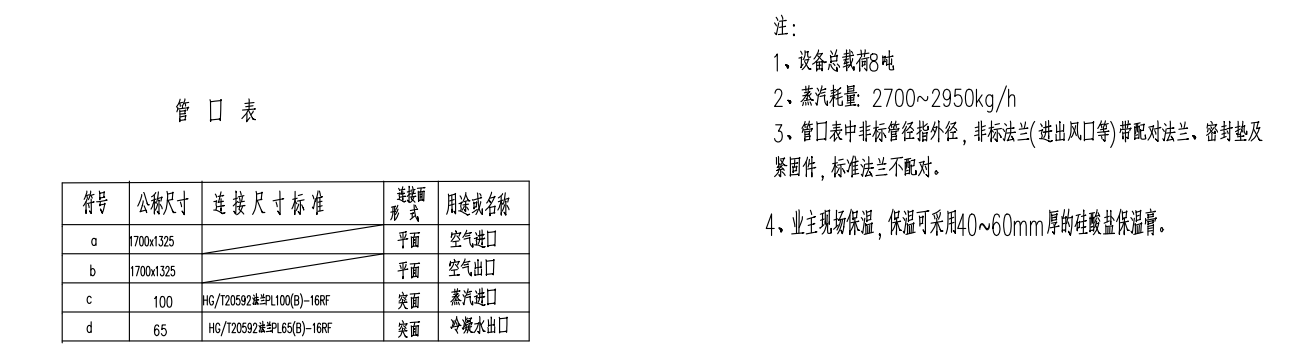 管口表
符号 公称尺寸 连接尺寸标准 连接面形式 用途或名称
a 1700x1325 平面 空气进口
b 1700x1325 平面 空气出口
c 100 HG/T20592法兰PL100(B)-16RF 突面 蒸汽进口
d 65 HG/T20592法兰PL65(B)-16RF 突面 冷凝水出口
注:
1、设备总载荷8吨
2、蒸汽耗量: 2700~2950kg/h
3、管口表中非标管径指外径,非标法兰(进出风口等)带配对法兰、密封垫及
紧固件,标准法兰不配对。
4、业主现场保温,保温可采用40~60mm厚的硅酸盐保温膏。